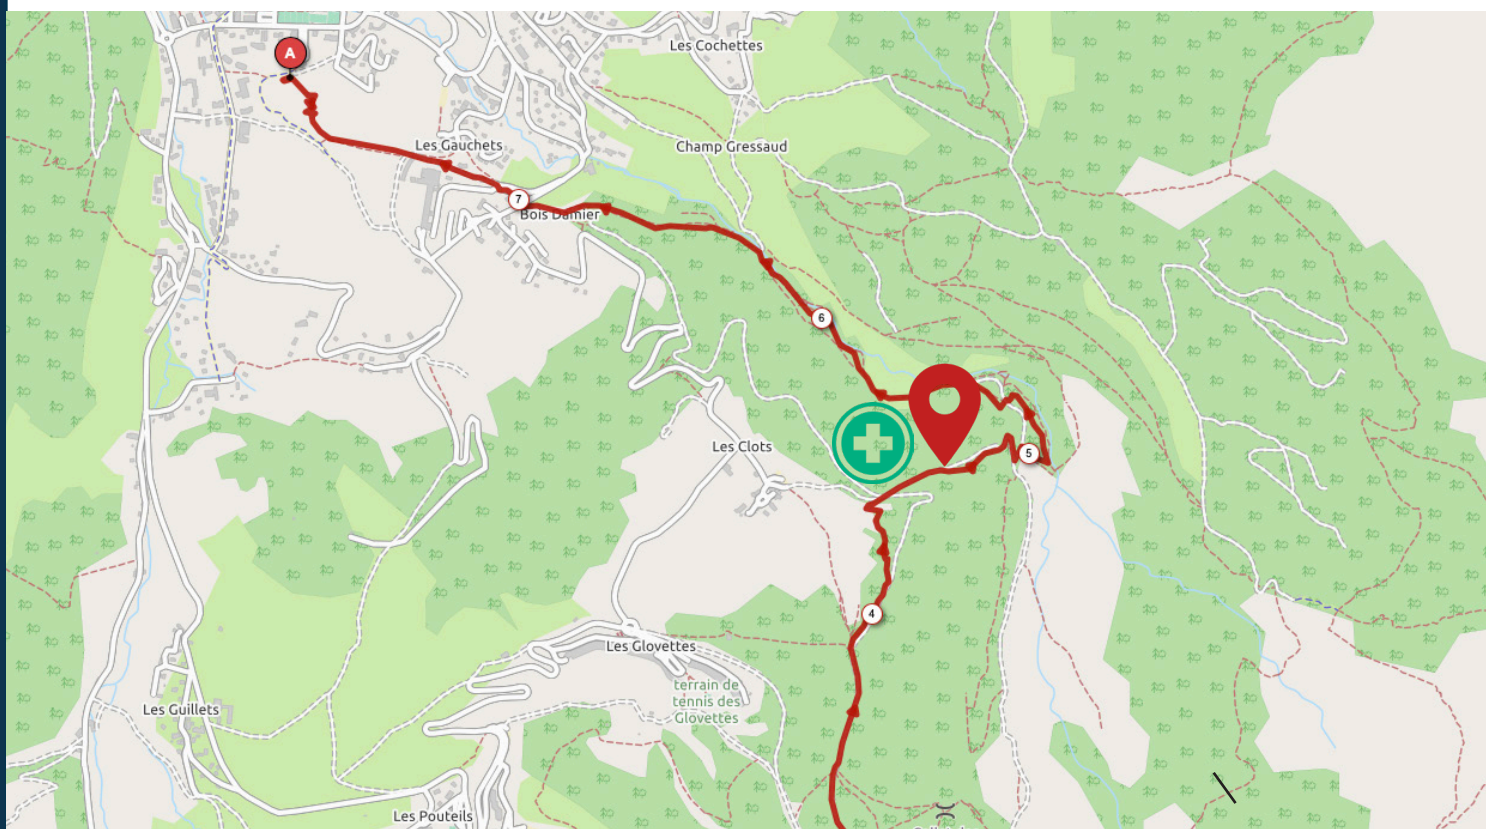 Les Cochettes
A
Les Gauchets
Champ Gressaud
7
Bois Damier
6
Les Clots
5
4
Les Glovettes
terrain de
tennis des
Glovettes
Les Guillets
Les Pouteils